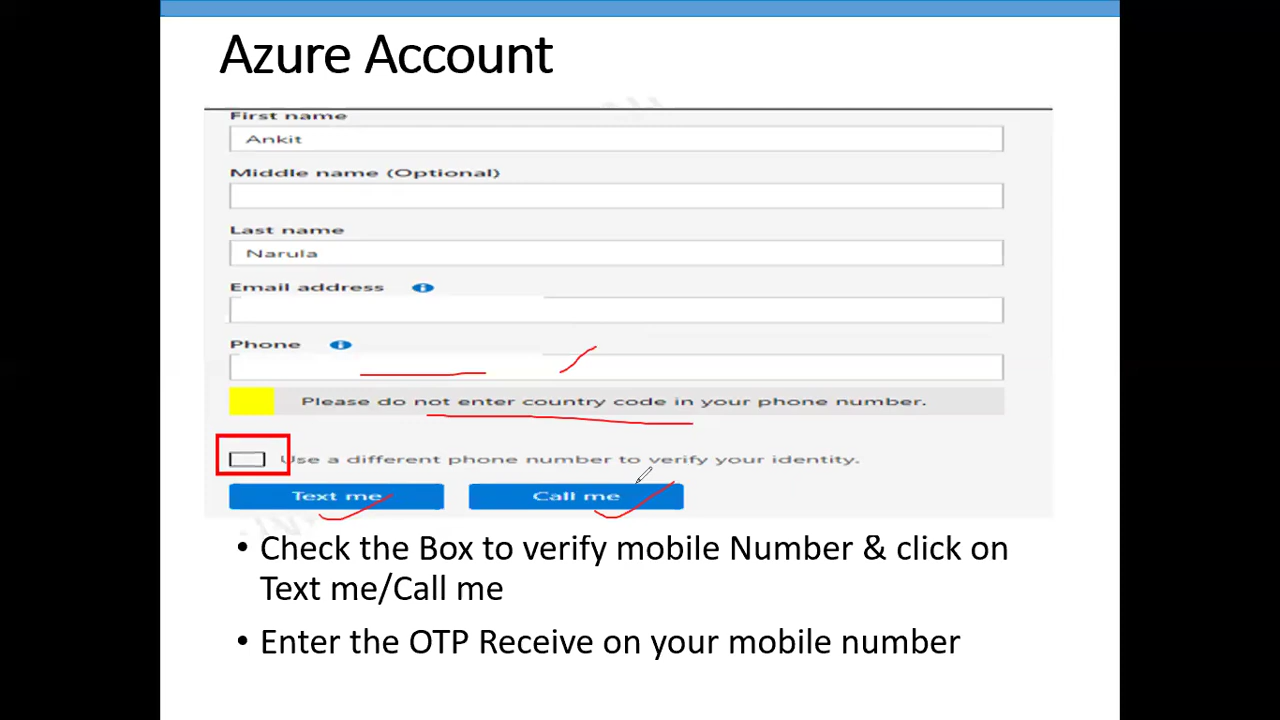 Azure Account
First name
Ankit
Middle name (Optional)
Last name
Narula
Email address
Phone
Please do not enter country code in your phone number.
Use a different phone number to verify your identity.
Text me Call me
• Check the Box to verify mobile Number & click on
Text me/Call me
• Enter the OTP Receive on your mobile number